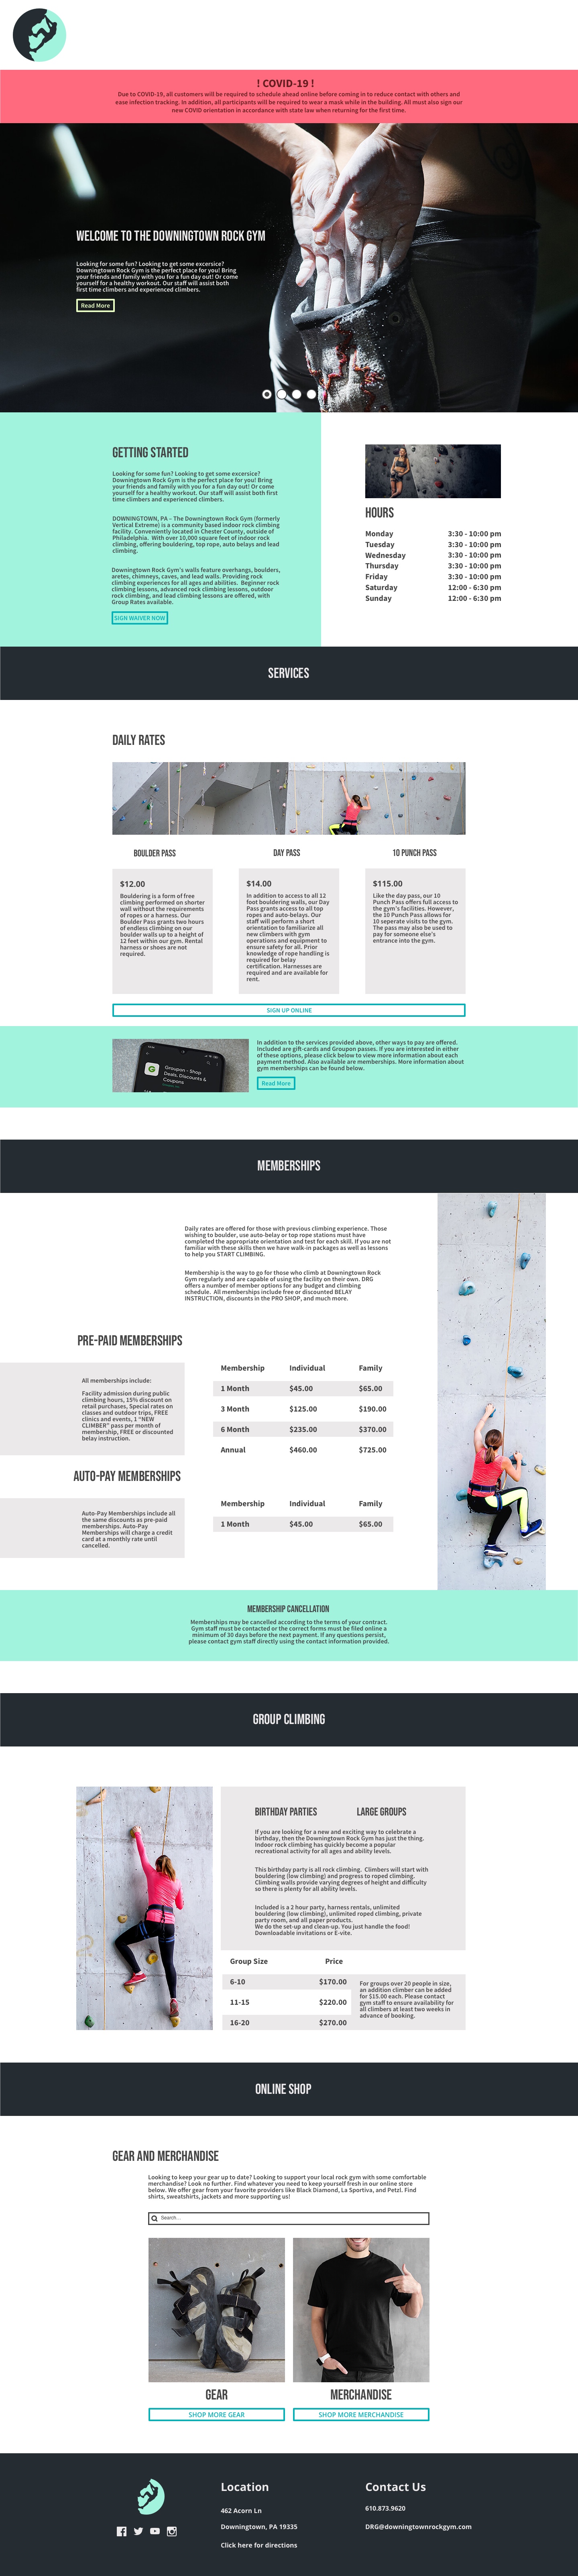 ! COVID-19 !
Due to COVID-19, all customers will be required to schedule ahead online before coming in to reduce contact with others and
ease infection tracking. In addition, all participants will be required to wear a mask while in the building. All must also sign our
new COVID orientation in accordance with state law when returning for the first time.
WELCOME TO THE DOWNINGTOWN ROCK GYM
Looking for some fun? Looking to get some excersice?
Downingtown Rock Gym is the perfect place for you! Bring
your friends and family with you for a fun day out! Or come
yourself for a healthy workout. Our staff will assist both
first time climbers and experienced climbers.
Read More
GETTING STARTED
Looking for some fun? Looking to get some excersice?
Downingtown Rock Gym is the perfect place for you! Bring
your friends and family with you for a fun day out! Or come
yourself for a healthy workout. Our staff will assist both first
time climbers and experienced climbers.
DOWNINGTOWN, PA – The Downingtown Rock Gym (formerly
Vertical Extreme) is a community based indoor rock climbing
facility. Conveniently located in Chester County, outside of
Philadelphia.  With over 10,000 square feet of indoor rock
climbing, offering bouldering, top rope, auto belays and lead
climbing.
Downingtown Rock Gym's walls feature overhangs, boulders,
aretes, chimneys, caves, and lead walls. Providing rock
climbing experiences for all ages and abilities.  Beginner rock
climbing lessons, advanced rock climbing lessons, outdoor
rock climbing, and lead climbing lessons are offered, with
Group Rates available.
SIGN WAIVER NOW
HOURS
Monday 3:30 - 10:00 pm
Tuesday 3:30 - 10:00 pm
Wednesday 3:30 - 10:00 pm
Thursday 3:30 - 10:00 pm
Friday 3:30 - 10:00 pm
Saturday 12:00 - 6:30 pm
Sunday 12:00 - 6:30 pm
SERVICES
DAILY RATES
BOULDER PASS
$12.00
Bouldering is a form of free
climbing performed on shorter
wall without the requirements
of ropes or a harness. Our
Boulder Pass grants two hours
of endless climbing on our
boulder walls up to a height of
12 feet within our gym. Rental
harness or shoes are not
required.
DAY PASS
$14.00
In addition to access to all 12
foot bouldering walls, our Day
Pass grants access to all top
ropes and auto-belays. Our
staff will perform a short
orientation to familiarize all
new climbers with gym
operations and equipment to
ensure safety for all. Prior
knowledge of rope handling is
required for belay
certification. Harnesses are
required and are available for
rent.
10 PUNCH PASS
$115.00
Like the day pass, our 10
Punch Pass offers full access to
the gym's facilities. However,
the 10 Punch Pass allows for
10 seperate visits to the gym.
The pass may also be used to
pay for someone else's
entrance into the gym.
SIGN UP ONLINE
G
Groupon - Shop
Deals, Discounts &
Coupons
In addition to the services provided above, other ways to pay are offered.
Included are gift-cards and Groupon passes. If you are interested in either
of these options, please click below to view more information about each
payment method. Also available are memberships. More information about
gym memberships can be found below.
Read More
MEMBERSHIPS
Daily rates are offered for those with previous climbing experience. Those
wishing to boulder, use auto-belay or top rope stations must have
completed the appropriate orientation and test for each skill. If you are not
familiar with these skills then we have walk-in packages as well as lessons
to help you START CLIMBING.
Membership is the way to go for those who climb at Downingtown Rock
Gym regularly and are capable of using the facility on their own. DRG
offers a number of member options for any budget and climbing
schedule.  All memberships include free or discounted BELAY
INSTRUCTION, discounts in the PRO SHOP, and much more.
PRE-PAID MEMBERSHIPS
All memberships include:
Facility admission during public
climbing hours, 15% discount on
retail purchases, Special rates on
classes and outdoor trips, FREE
clinics and events, 1 "NEW
CLIMBER" pass per month of
membership, FREE or discounted
belay instruction.
Membership Individual Family
1 Month $45.00 $65.00
3 Month $125.00 $190.00
6 Month $235.00 $370.00
Annual $460.00 $725.00
AUTO-PAY MEMBERSHIPS
Auto-Pay Memberships include all
the same discounts as pre-paid
memberships. Auto-Pay
Memberships will charge a credit
card at a monthly rate until
cancelled.
Membership Individual Family
1 Month $45.00 $65.00
MEMBERSHIP CANCELLATION
Memberships may be cancelled according to the terms of your contract.
Gym staff must be contacted or the correct forms must be filed online a
minimum of 30 days before the next payment. If any questions persist,
please contact gym staff directly using the contact information provided.
GROUP CLIMBING
BIRTHDAY PARTIES LARGE GROUPS
If you are looking for a new and exciting way to celebrate a
birthday, then the Downingtown Rock Gym has just the thing.
Indoor rock climbing has quickly become a popular
recreational activity for all ages and ability levels.
This birthday party is all rock climbing.  Climbers will start with
bouldering (low climbing) and progress to roped climbing.
Climbing walls provide varying degrees of height and difficulty
so there is plenty for all ability levels.
Included is a 2 hour party, harness rentals, unlimited
bouldering (low climbing), unlimited roped climbing, private
party room, and all paper products.
We do the set-up and clean-up. You just handle the food!
Downloadable invitations or E-vite.
Group Size Price
6-10 $170.00
11-15 $220.00
16-20 $270.00
For groups over 20 people in size,
an addition climber can be added
for $15.00 each. Please contact
gym staff to ensure availability for
all climbers at least two weeks in
advance of booking.
ONLINE SHOP
GEAR AND MERCHANDISE
Looking to keep your gear up to date? Looking to support your local rock gym with some comfortable
merchandise? Look no further. Find whatever you need to keep yourself fresh in our online store
below. We offer gear from your favorite providers like Black Diamond, La Sportiva, and Petzl. Find
shirts, sweatshirts, jackets and more supporting us!
Search...
GEAR
SHOP MORE GEAR
MERCHANDISE
SHOP MORE MERCHANDISE
Location
462 Acorn Ln
Downingtown, PA 19335
Click here for directions
Contact Us
610.873.9620
DRG@downingtownrockgym.com